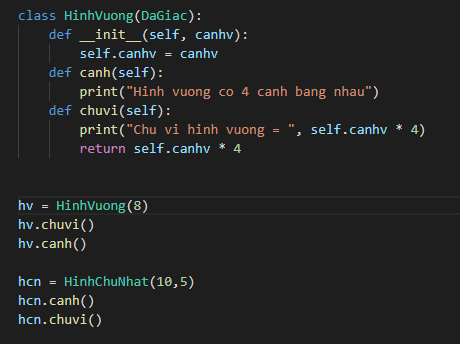 class HinhVuong(DaGiac):
    def __init__(self, canhv):
        self.canhv = canhv
    def canh(self):
        print("Hinh vuong co 4 canh bang nhau")
    def chuvi(self):
        print("Chu vi hinh vuong = ", self.canhv * 4)
        return self.canhv * 4
hv = HinhVuong(8)
hv.chuvi()
hv.canh()
hcn = HinhChuNhat(10,5)
hcn.canh()
hcn.chuvi()